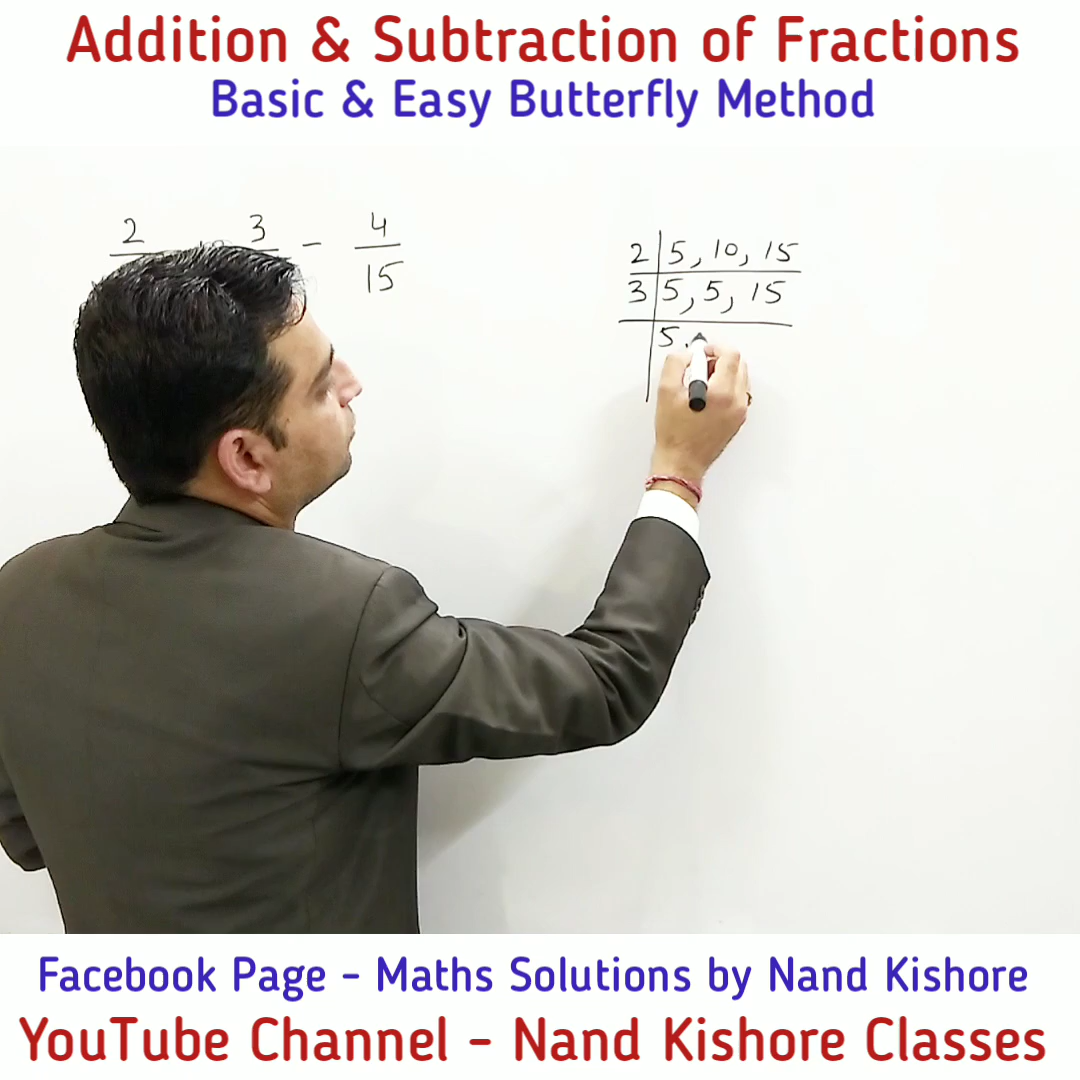 Addition & Subtraction of Fractions
Basic & Easy Butterfly Method
2 3 - 4
15
2 5, 10, 15
3 5, 5, 15
5,
Facebook Page - Maths Solutions by Nand Kishore
YouTube Channel - Nand Kishore Classes